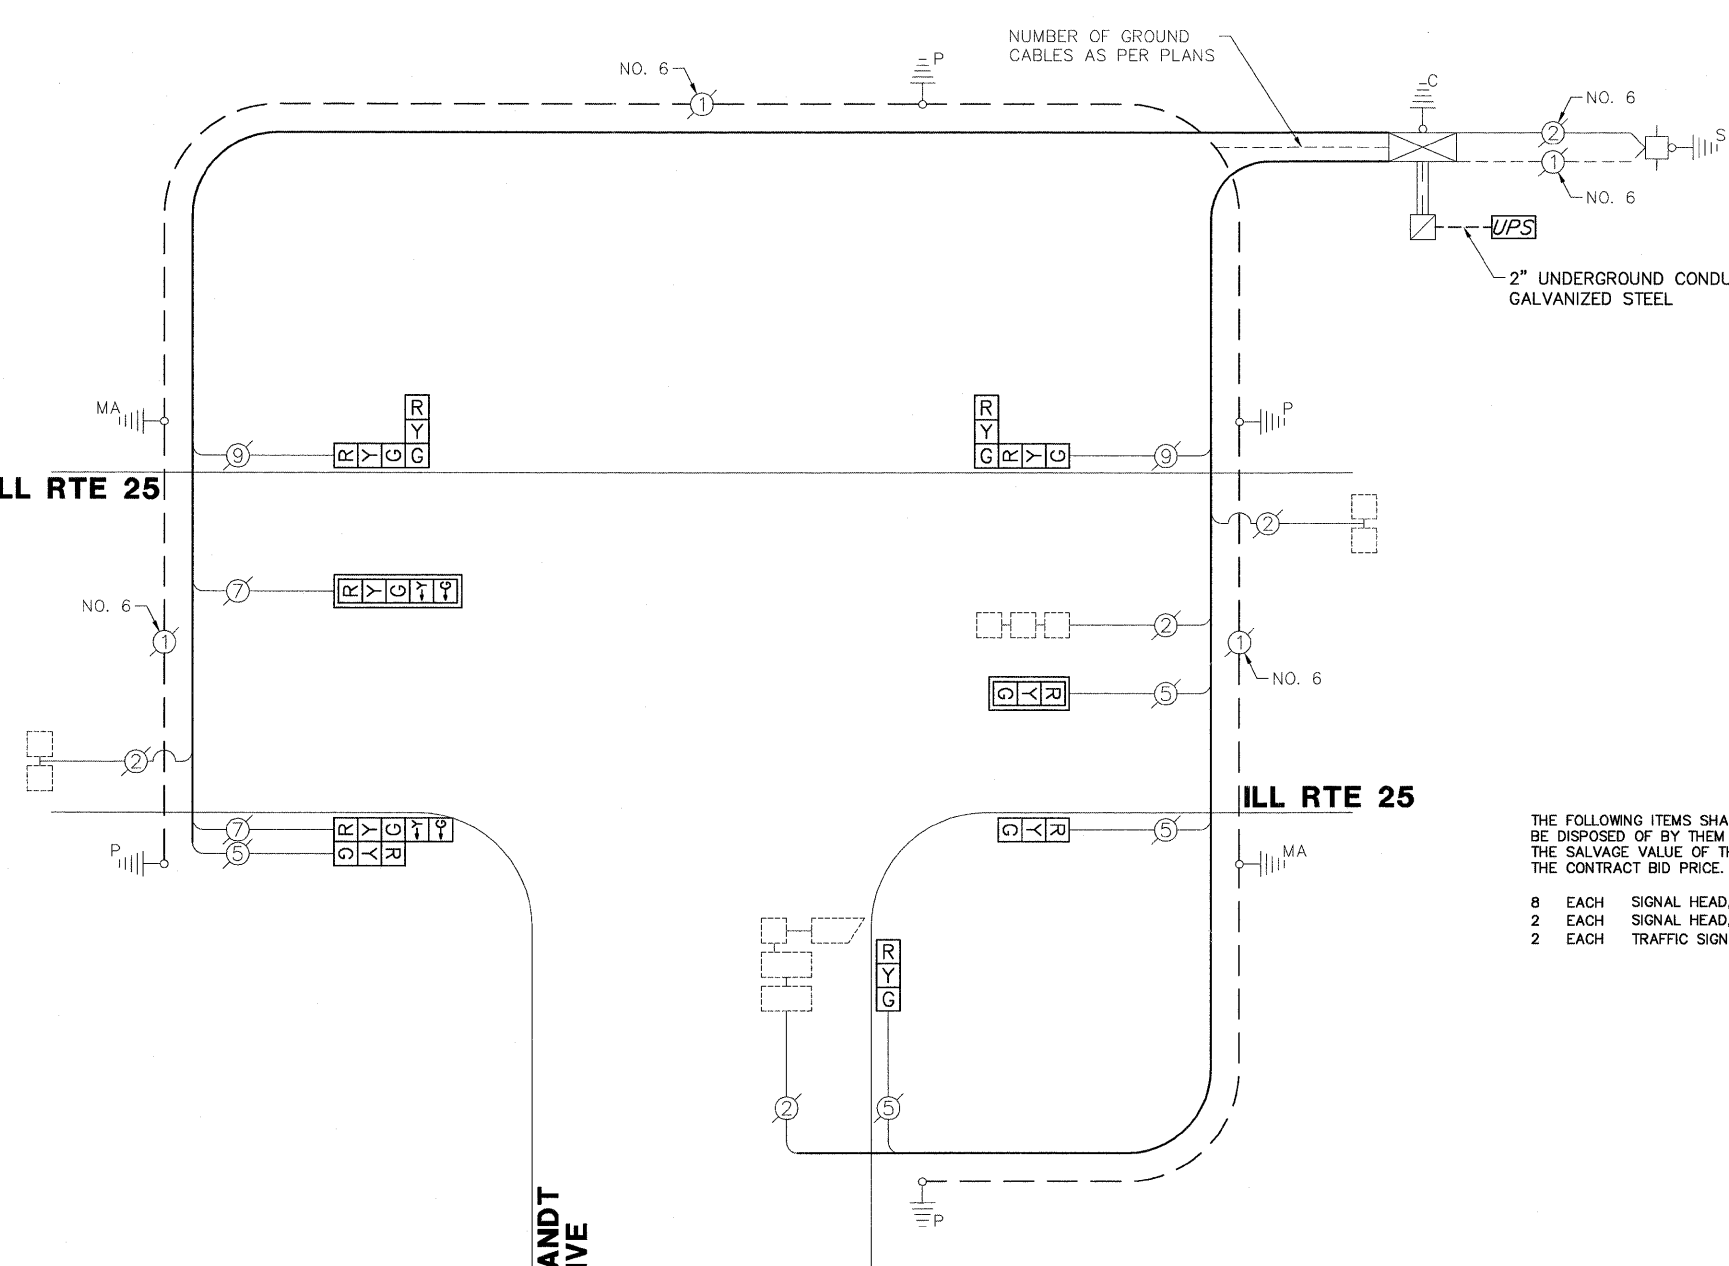 NUMBER OF GROUND
CABLES AS PER PLANS
NO. 6
1
P
C
NO. 6
2
S
1
NO. 6
UPS
2" UNDERGROUND CONDU
GALVANIZED STEEL
MA
R
Y
R Y G G
9
R
Y
G R Y G
9
P
LL RTE 25
2
7
R Y G Y G
NO. 6
1
2
1
NO. 6
G Y R
5
2
ILL RTE 25
7
R Y G Y G
5
G Y R
P
G Y R
5
MA
THE FOLLOWING ITEMS SHA
BE DISPOSED OF BY THEM
THE SALVAGE VALUE OF TH
THE CONTRACT BID PRICE.
8 EACH SIGNAL HEAD,
2 EACH SIGNAL HEAD,
2 EACH TRAFFIC SIGN
R
Y
G
2
5
P
ANDT
IVE